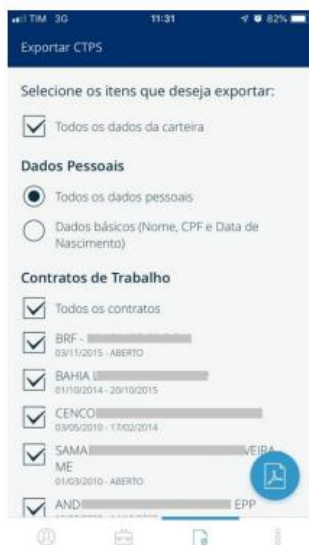 TIM 3G 11:31 82%
Exportar CTPS
Selecione os itens que deseja exportar:
Todos os dados da carteira
Dados Pessoais
Todos os dados pessoais
Dados básicos (Nome, CPF e Data de
Nascimento)
Contratos de Trabalho
Todos os contratos
BRF -
03/11/2015 - ABERTO
BAHIA
01/10/2014 - 20/10/2015
CENCO
03/05/2010 - 17/02/2014
SAMA VEIRA
ME
01/03/2010 - ABERTO
AND EPP